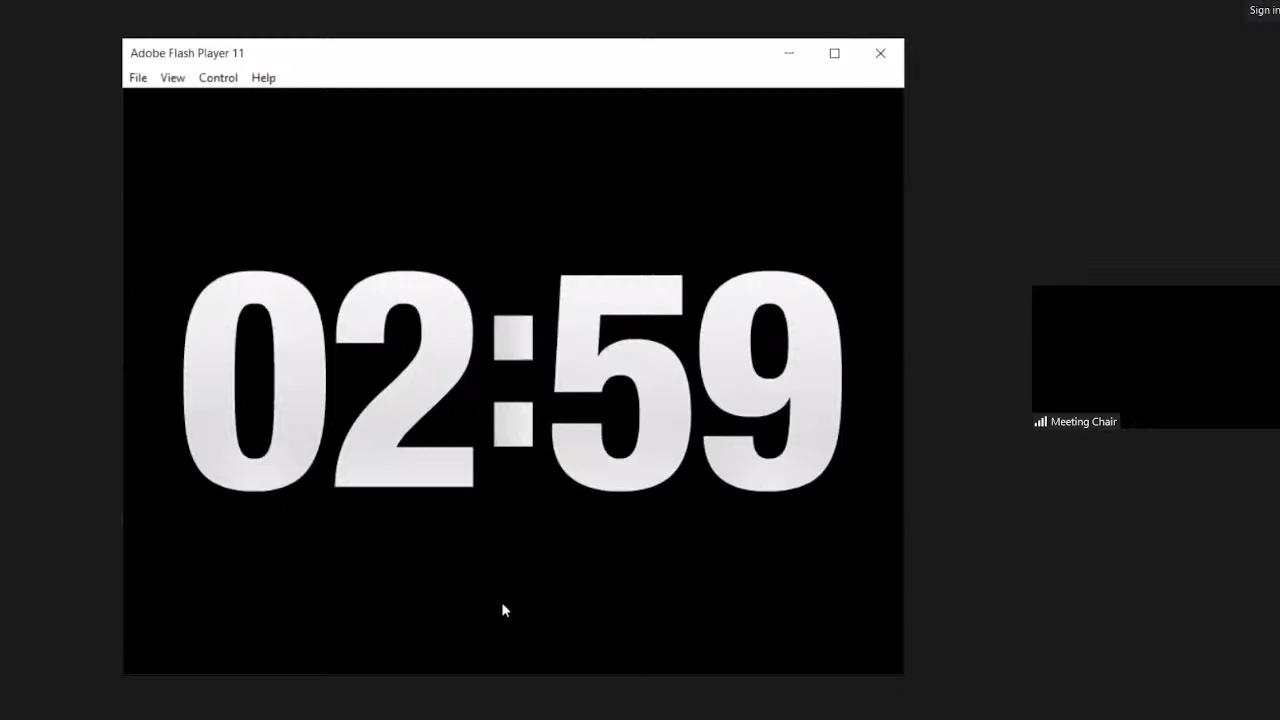 Sign in
Adobe Flash Player 11
File View Control Help
02:59
Meeting Chair